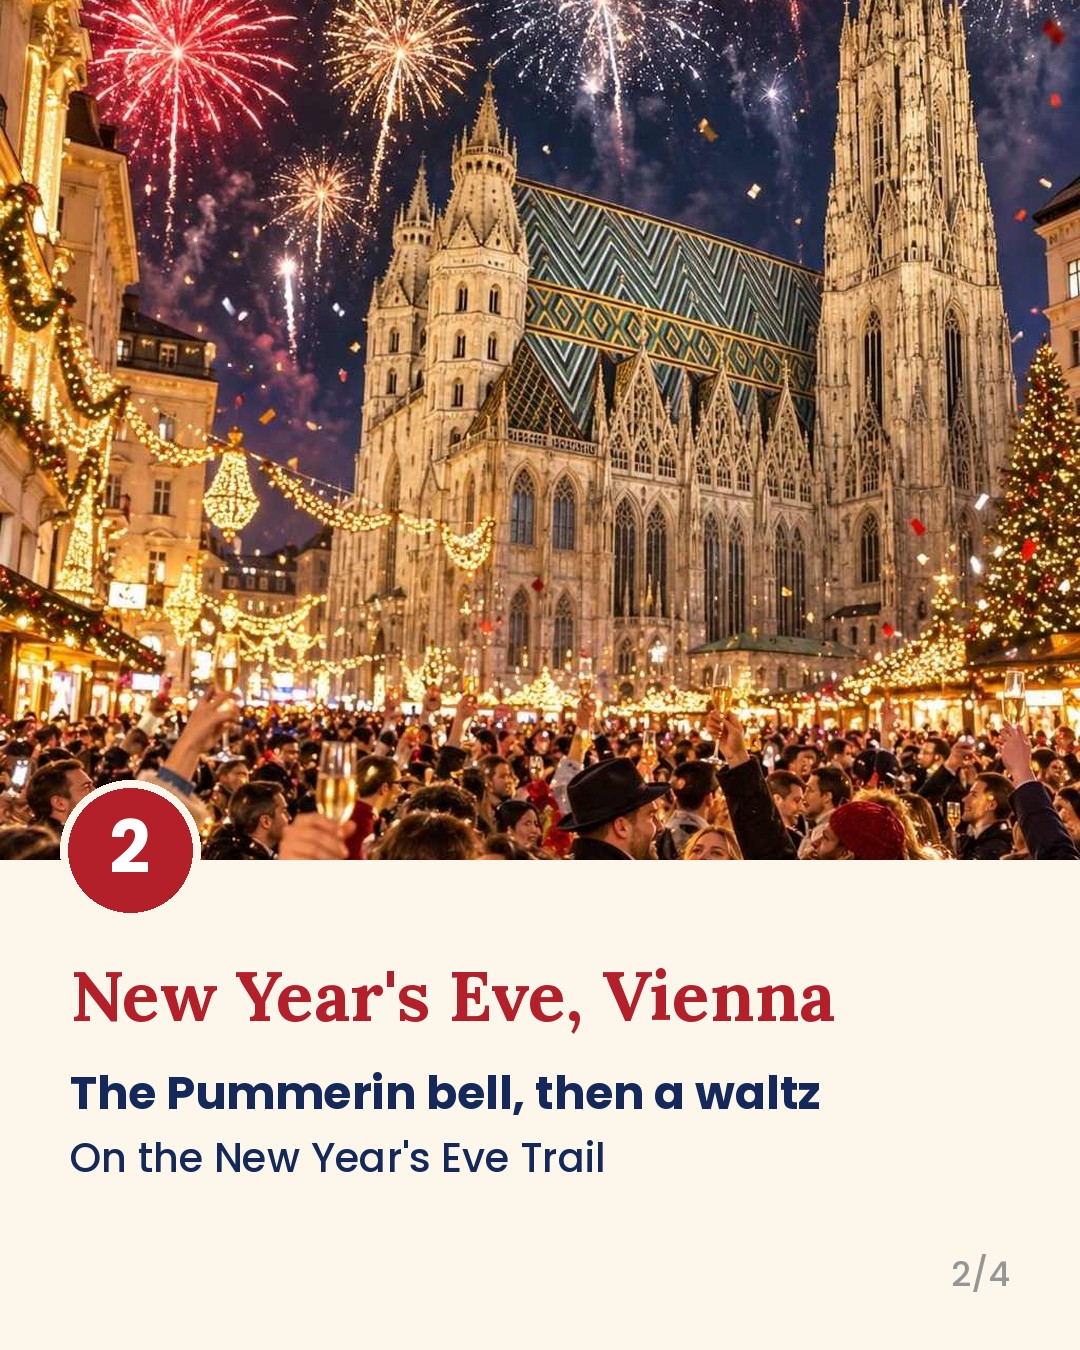 2
New Year's Eve, Vienna
The Pummerin bell, then a waltz
On the New Year's Eve Trail
2/4